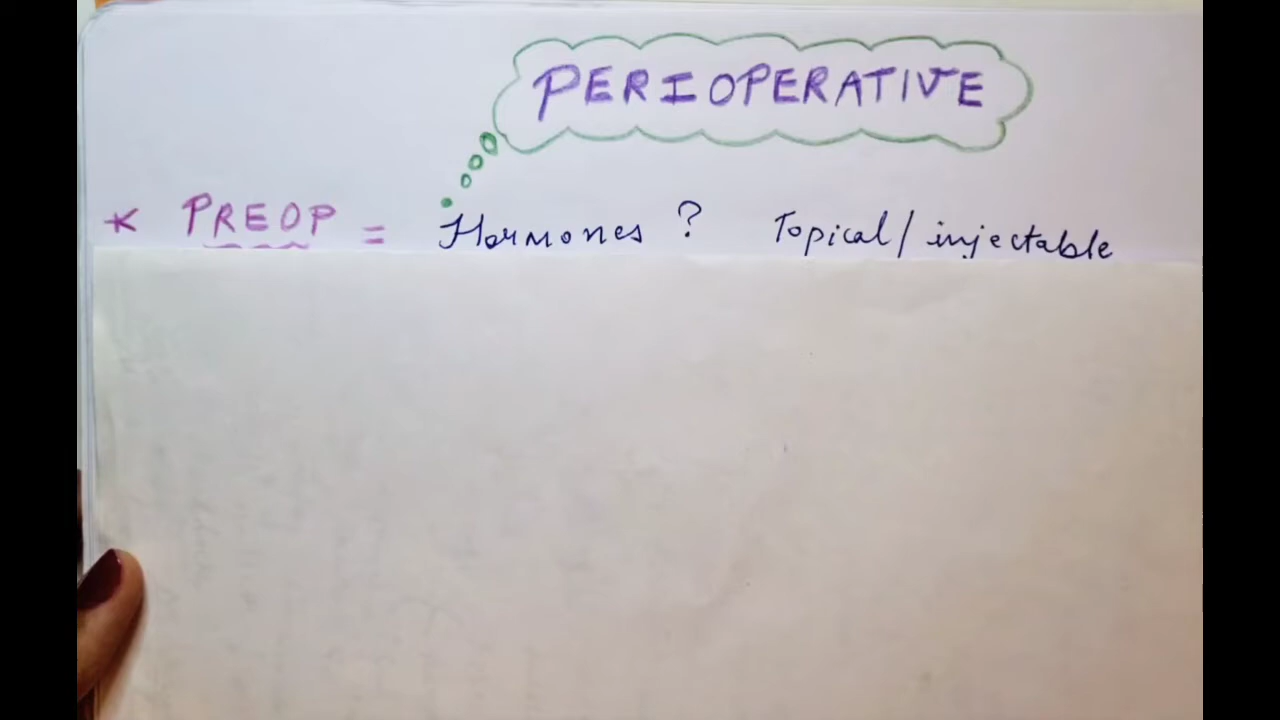 PERIOPERATIVE
* PREOP = Hormones ? Topical/injectable